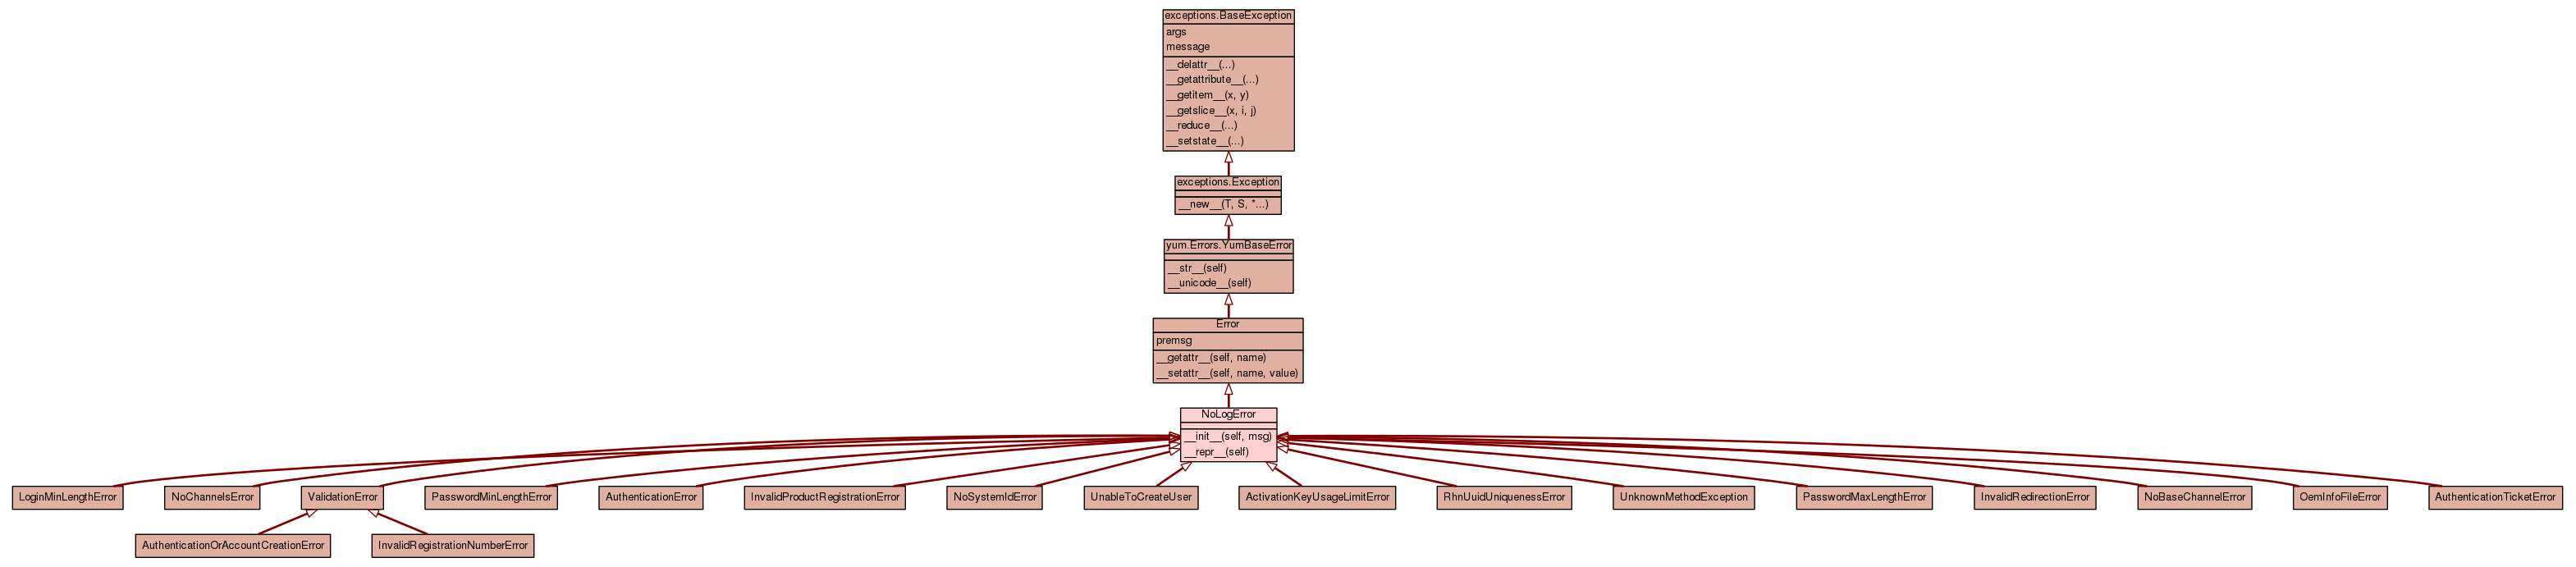 exceptions.BaseException
args
message
__delattr__(...)
__getattribute__(...)
__getitem__(x, y)
__getslice__(x, i, j)
__reduce__(...)
__setstate__(...)
exceptions.Exception
__new__(T, S, *...)
yum.Errors.YumBaseError
__str__(self)
__unicode__(self)
Error
premsg
__getattr__(self, name)
__setattr__(self, name, value)
NoLogError
__init__(self, msg)
__repr__(self)
LoginMinLengthError
NoChannelsError
ValidationError
PasswordMinLengthError
AuthenticationError
InvalidProductRegistrationError
NoSystemIdError
UnableToCreateUser
ActivationKeyUsageLimitError
RhnUuidUniquenessError
UnknownMethodException
PasswordMaxLengthError
InvalidRedirectionError
NoBaseChannelError
OemInfoFileError
AuthenticationTicketError
AuthenticationOrAccountCreationError
InvalidRegistrationNumberError